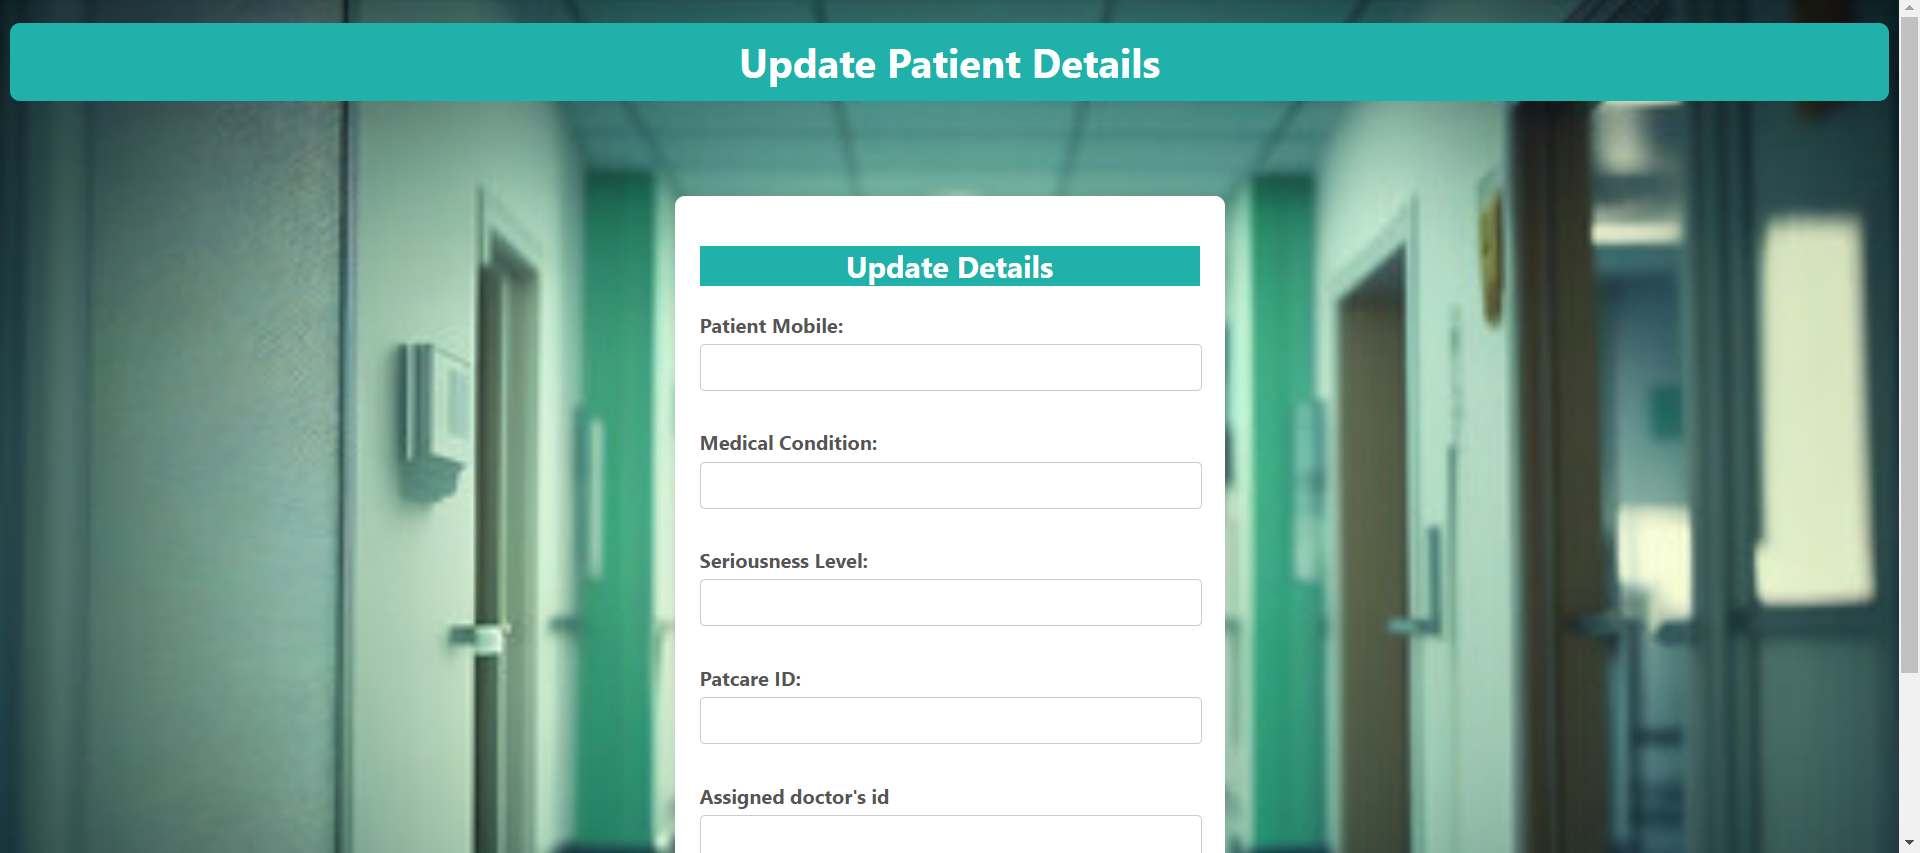 Update Patient Details
Update Details
Patient Mobile:
Medical Condition:
Seriousness Level:
Patcare ID:
Assigned doctor's id